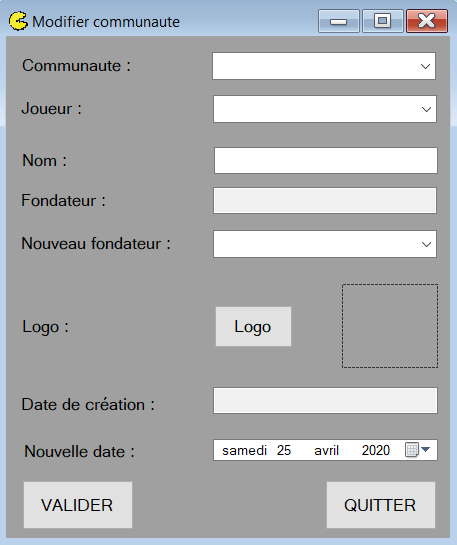 Modifier communaute
Communaute :
Joueur :
Nom :
Fondateur :
Nouveau fondateur :
Logo : Logo
Date de création :
Nouvelle date : samedi 25 avril 2020
VALIDER QUITTER